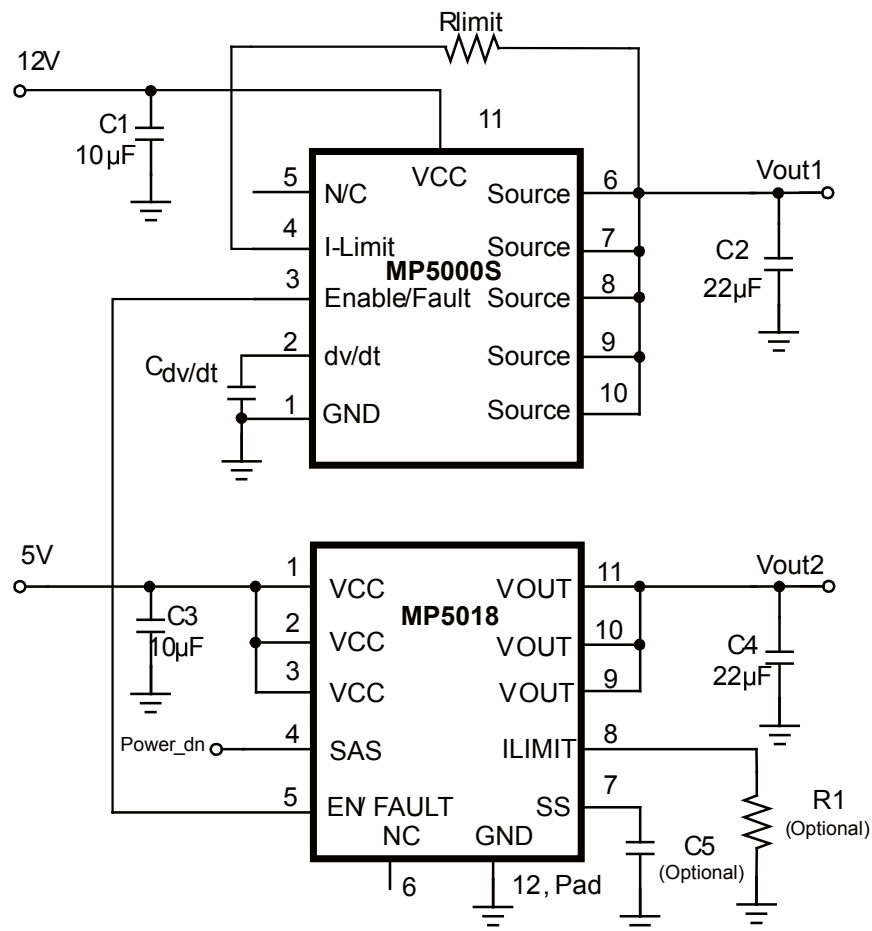 Rlimit
12V
C1
10µF
11
VCC
5
N/C
Source
6
Vout1
4
I-Limit
Source
7
MP5000S
C2
22µF
3
Enable/Fault
Source
8
2
dv/dt
Source
9
Cdv/dt
1
GND
Source
10
5V
1
VCC
VOUT
11
Vout2
MP5018
C3
10µF
2
VCC
VOUT
10
C4
22µF
3
VCC
VOUT
9
Power_dn
4
SAS
ILIMIT
8
5
EN/ FAULT
SS
7
R1
(Optional)
NC
GND
C5
(Optional)
6
12, Pad